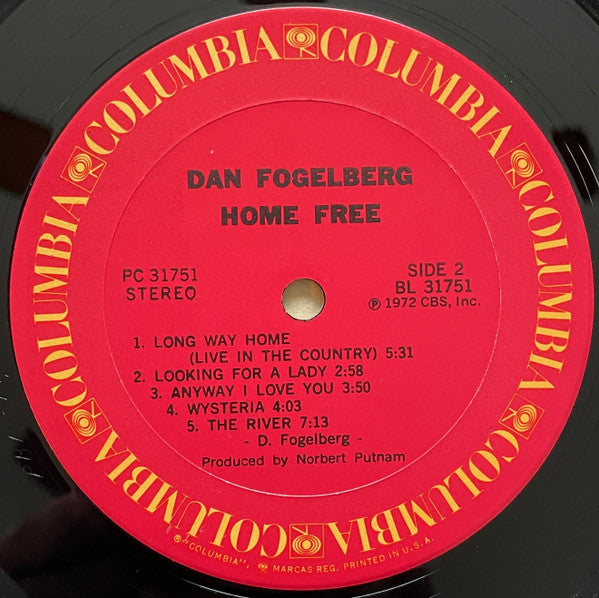 COLUMBIA COLUMBIA COLUMBIA COLUMBIA COLUMBIA COLUMBIA COLUMBIA COLUMBIA
DAN FOGELBERG
HOME FREE
PC 31751
STEREO
SIDE 2
BL 31751
Ⓟ 1972 CBS, Inc.
1. LONG WAY HOME
(LIVE IN THE COUNTRY) 5:31
2. LOOKING FOR A LADY 2:58
3. ANYWAY I LOVE YOU 3:50
4. WYSTERIA 4:03
5. THE RIVER 7:13
- D. Fogelberg -
Produced by Norbert Putnam
® "COLUMBIA", MARCAS REG. PRINTED IN U.S.A.